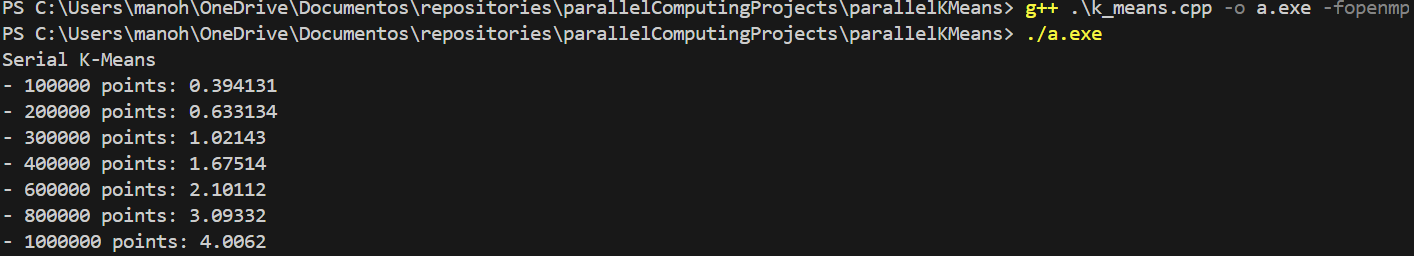 PS C:\Users\manoh\OneDrive\Documentos\repositories\parallelComputingProjects\parallelKMeans> g++ .\k_means.cpp -o a.exe -fopenmp
PS C:\Users\manoh\OneDrive\Documentos\repositories\parallelComputingProjects\parallelKMeans> ./a.exe
Serial K-Means
- 100000 points: 0.394131
- 200000 points: 0.633134
- 300000 points: 1.02143
- 400000 points: 1.67514
- 600000 points: 2.10112
- 800000 points: 3.09332
- 1000000 points: 4.0062